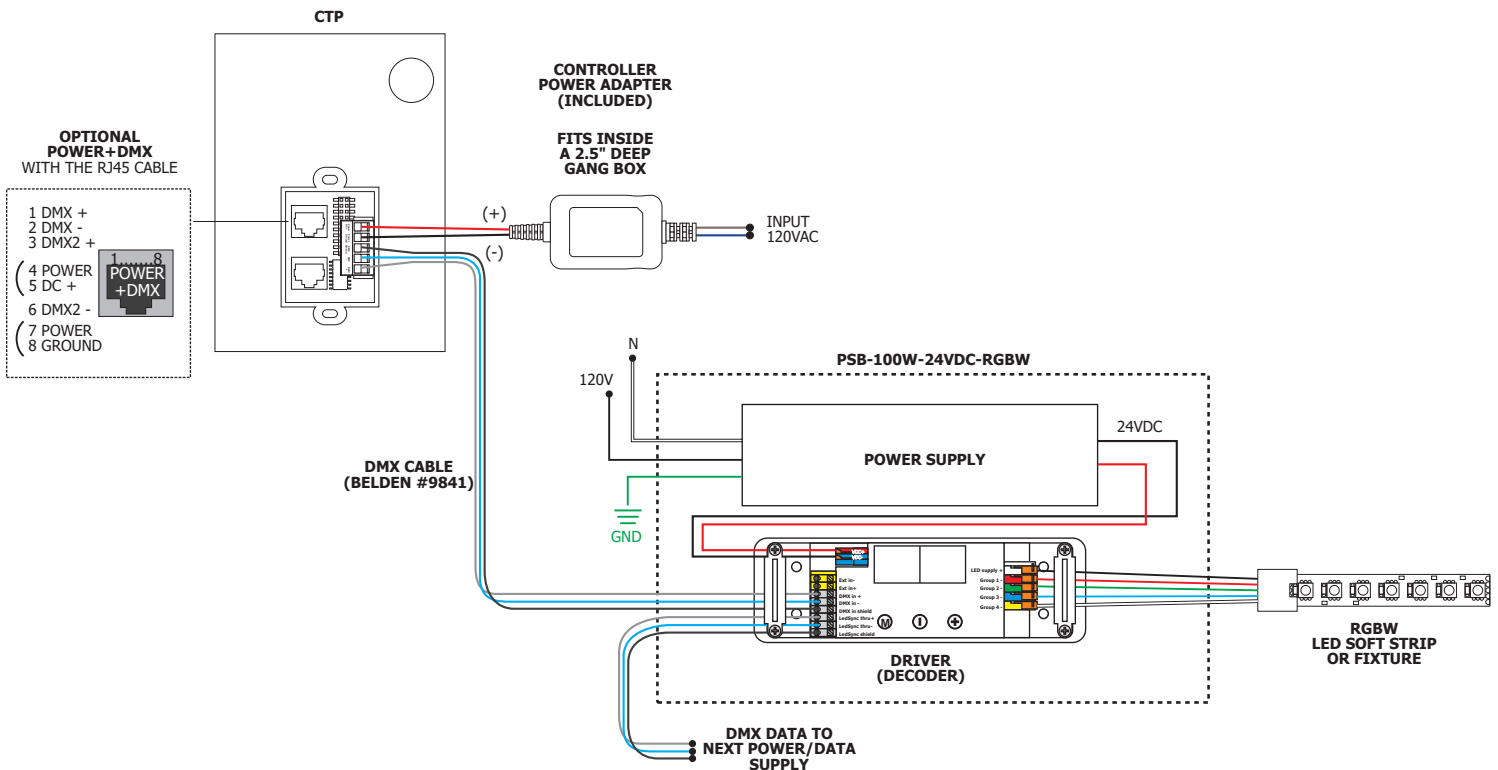 CTP
CONTROLLER
POWER ADAPTER
(INCLUDED)
FITS INSIDE
A 2.5" DEEP
GANG BOX
OPTIONAL
POWER+DMX
WITH THE RJ45 CABLE
1 DMX +
2 DMX -
3 DMX2 +
4 POWER
5 DC +
6 DMX2 -
7 POWER
8 GROUND
1 8
POWER
+DMX
(+)
(-)
INPUT
120VAC
N
120V
PSB-100W-24VDC-RGBW
POWER SUPPLY
24VDC
GND
DMX CABLE
(BELDEN #9841)
VDC+
VDC-
Ext in-
Ext in+
DMX in +
DMX in -
DMX in shield
LedSync thru+
LedSync thru-
LedSync shield
M
LED supply +
Group 1 -
Group 2 -
Group 3 -
Group 4 -
DRIVER
(DECODER)
RGBW
LED SOFT STRIP
OR FIXTURE
DMX DATA TO
NEXT POWER/DATA
SUPPLY